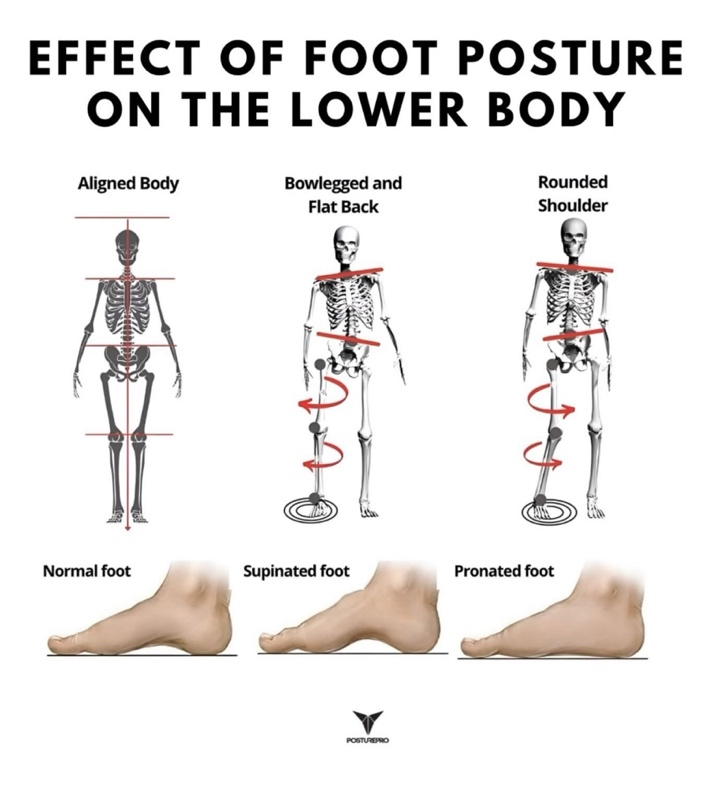 EFFECT OF FOOT POSTURE
ON THE LOWER BODY
Aligned Body
Bowlegged and
Flat Back
Rounded
Shoulder
Normal foot
Supinated foot
Pronated foot
POSTUREPRO